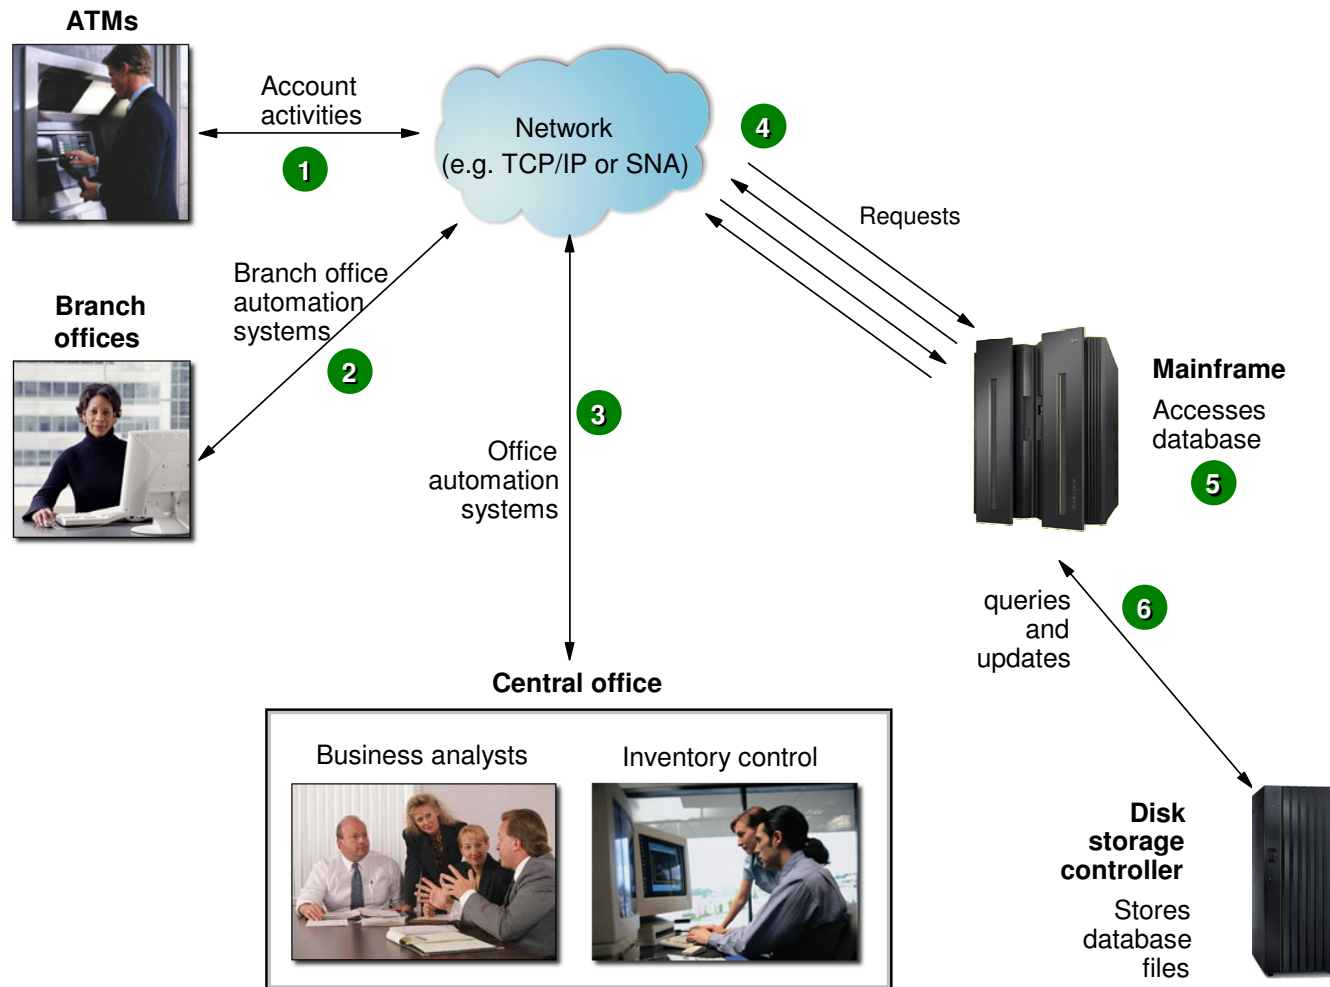 ATMs
Account
activities
1
Network
(e.g. TCP/IP or SNA)
4
Requests
Branch office
automation
systems
2
Branch
offices
3
Office
automation
systems
Mainframe
Accesses
database
5
queries
and
updates
6
Central office
Business analysts
Inventory control
Disk
storage
controller
Stores
database
files